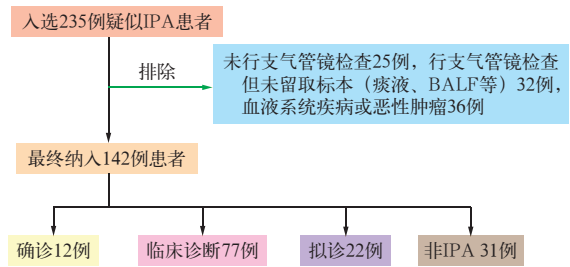 入选235例疑似IPA患者
排除
未行支气管镜检查25例，行支气管镜检查
但未留取标本（痰液、BALF等）32例，
血液系统疾病或恶性肿瘤36例
最终纳入142例患者
确诊12例
临床诊断77例
拟诊22例
非IPA 31例